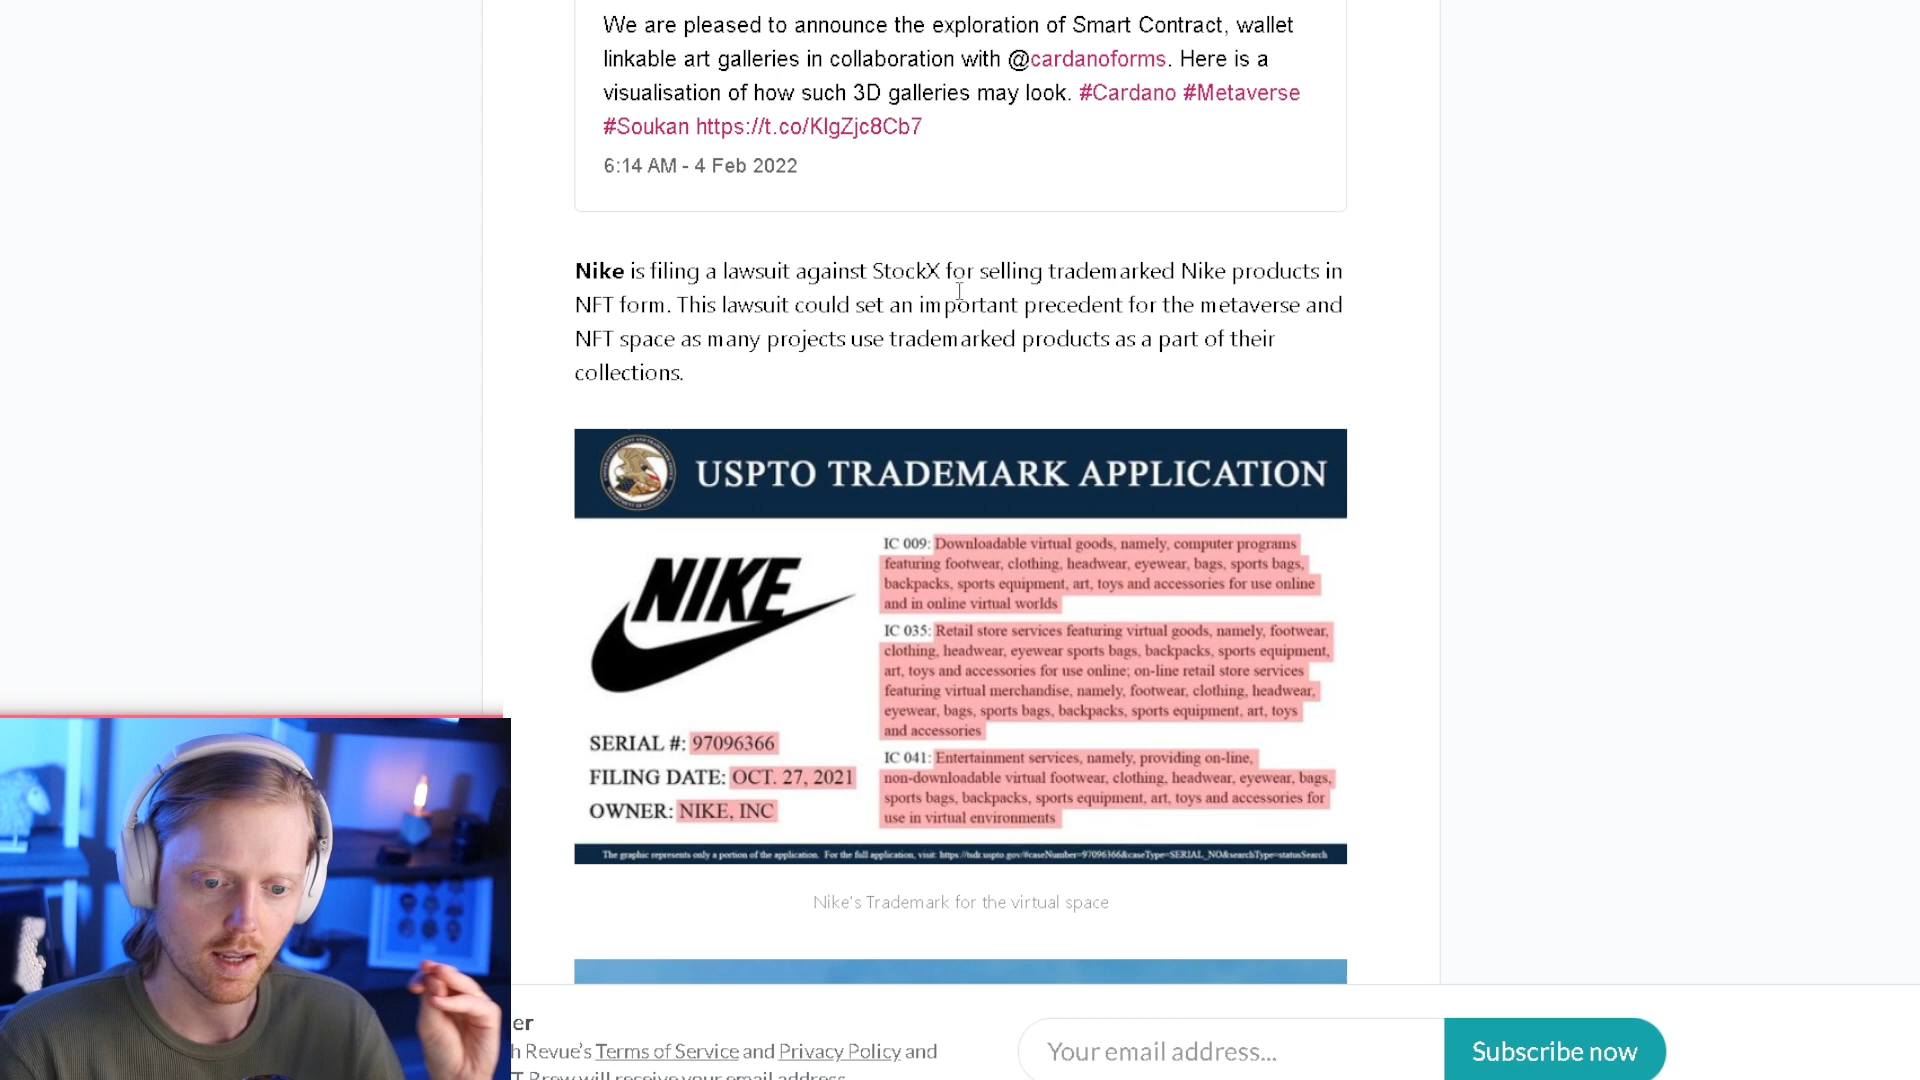 We are pleased to announce the exploration of Smart Contract, wallet
linkable art galleries in collaboration with @cardanoforms. Here is a
visualisation of how such 3D galleries may look. #Cardano #Metaverse
#Soukan https://t.co/KlgZjc8Cb7
6:14 AM - 4 Feb 2022
Nike is filing a lawsuit against StockX for selling trademarked Nike products in
NFT form. This lawsuit could set an important precedent for the metaverse and
NFT space as many projects use trademarked products as a part of their
collections.
USPTO TRADEMARK APPLICATION
NIKE
SERIAL #: 97096366
FILING DATE: OCT. 27, 2021
OWNER: NIKE, INC
IC 009: Downloadable virtual goods, namely, computer programs
featuring footwear, clothing, headwear, eyewear, bags, sports bags,
backpacks, sports equipment, art, toys and accessories for use online
and in online virtual worlds
IC 035: Retail store services featuring virtual goods, namely, footwear,
clothing, headwear, eyewear sports bags, backpacks, sports equipment,
art, toys and accessories for use online; on-line retail store services
featuring virtual merchandise, namely, footwear, clothing, headwear,
eyewear, bags, sports bags, backpacks, sports equipment, art, toys
and accessories
IC 041: Entertainment services, namely, providing on-line,
non-downloadable virtual footwear, clothing, headwear, eyewear, bags,
sports bags, backpacks, sports equipment, art, toys and accessories for
use in virtual environments
The graphic represents only a portion of the application. For the full application, visit: https://tsdr.uspto.gov/#caseNumber=97096366&caseType=SERIAL_NO&searchType=statusSearch
Nike's Trademark for the virtual space
er
h Revue's Terms of Service and Privacy Policy and
T Brew will receive your email address.
Your email address...
Subscribe now